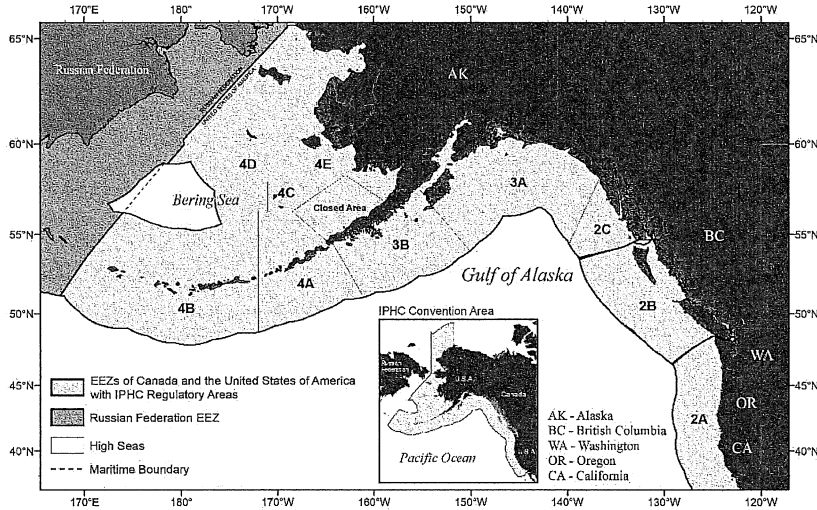 170°E 180° 170°W 160°W 150°W 140°W 130°W 120°W
65°N 65°N
Russian Federation
AK
60°N 60°N
4D 4E
3A
4C
Bering Sea
Closed Area
55°N 55°N
2C
BC
3B
Gulf of Alaska
4A
4B
2B
50°N 50°N
IPHC Convention Area
WA
U.S.A.
Canada
U.S.A.
Pacific Ocean
45°N 45°N
EEZs of Canada and the United States of America
with IPHC Regulatory Areas
Russian Federation EEZ
High Seas
Maritime Boundary
OR
2A
CA
40°N 40°N
AK - Alaska
BC - British Columbia
WA - Washington
OR - Oregon
CA - California
170°E 180° 170°W 160°W 150°W 140°W 130°W 120°W